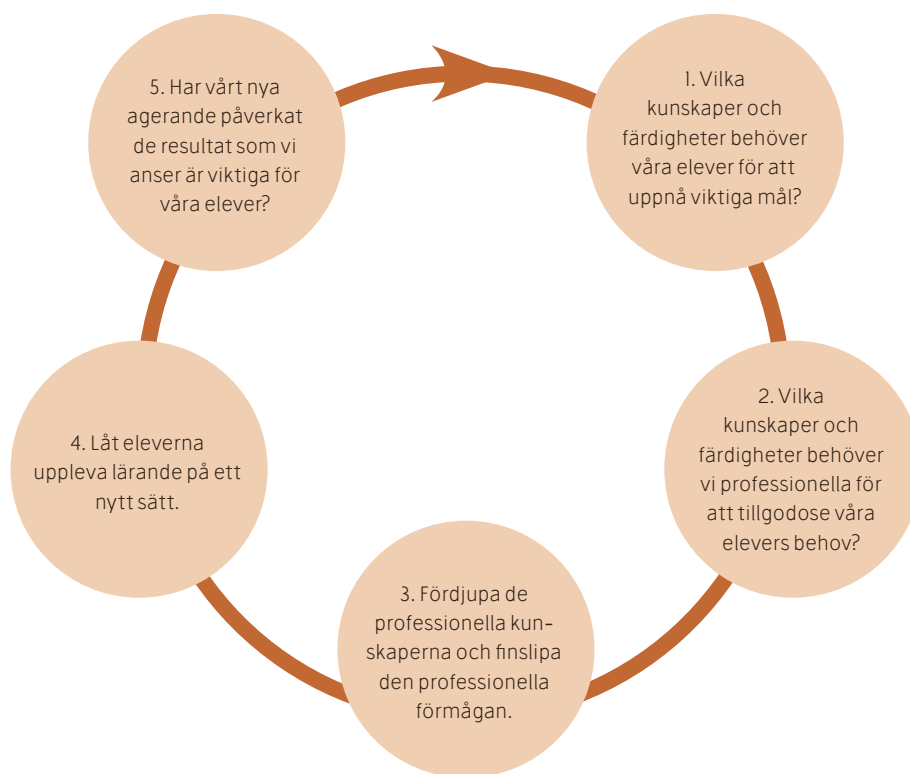 1. Vilka
kunskaper och
färdigheter behöver
våra elever för att
uppnå viktiga mål?
2. Vilka
kunskaper och
färdigheter behöver
vi professionella för
att tillgodose våra
elevers behov?
3. Fördjupa de
professionella kun-
skaperna och finslipa
den professionella
förmågan.
4. Låt eleverna
uppleva lärande på ett
nytt sätt.
5. Har vårt nya
agerande påverkat
de resultat som vi
anser är viktiga för
våra elever?